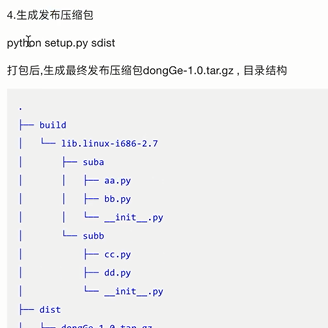 4.生成发布压缩包
python setup.py sdist
打包后,生成最终发布压缩包dongGe-1.0.tar.gz , 目录结构
.
├── build
│   └── lib.linux-i686-2.7
│       ├── suba
│       │   ├── aa.py
│       │   ├── bb.py
│       │   └── __init__.py
│       └── subb
│           ├── cc.py
│           ├── dd.py
│           └── __init__.py
├── dist
│   └── dongGe-1.0.tar.gz